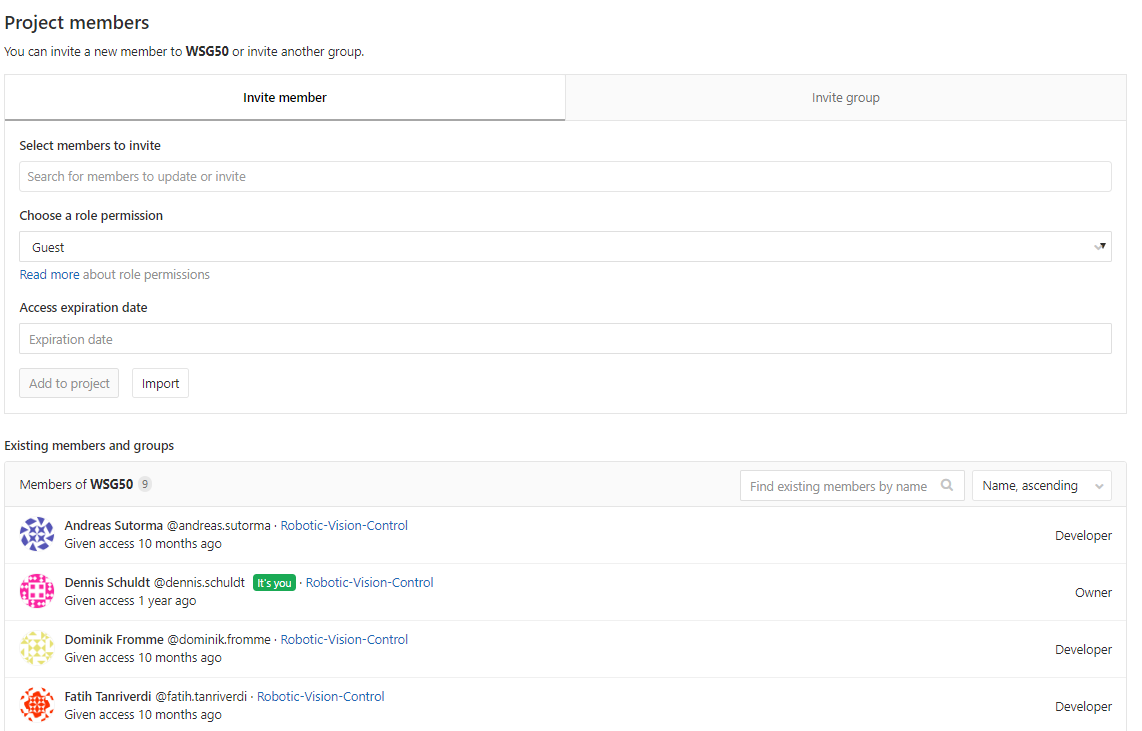 Project members
You can invite a new member to WSG50 or invite another group.
Invite member
Invite group
Select members to invite
Search for members to update or invite
Choose a role permission
Guest
Read more about role permissions
Access expiration date
Expiration date
Add to project
Import
Existing members and groups
Members of WSG50 9
Find existing members by name
Name, ascending
Andreas Sutorma @andreas.sutorma · Robotic-Vision-Control
Given access 10 months ago
Developer
Dennis Schuldt @dennis.schuldt It's you · Robotic-Vision-Control
Given access 1 year ago
Owner
Dominik Fromme @dominik.fromme · Robotic-Vision-Control
Given access 10 months ago
Developer
Fatih Tanriverdi @fatih.tanriverdi · Robotic-Vision-Control
Given access 10 months ago
Developer